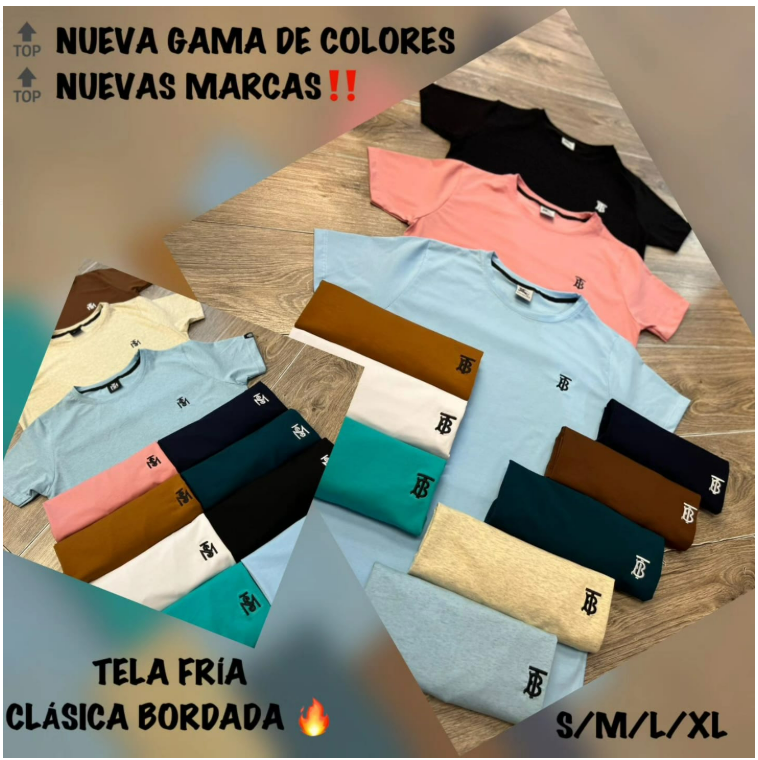 TOP NUEVA GAMA DE COLORES
TOP NUEVAS MARCAS‼️
TELA FRÍA
CLÁSICA BORDADA 🔥
S/M/L/XL